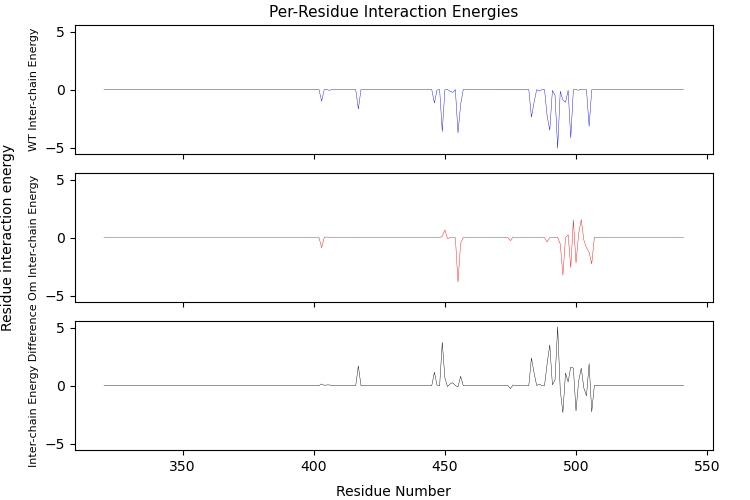 Per-Residue Interaction Energies
Residue interaction energy
WT Inter-chain Energy
5
0
−5
Om Inter-chain Energy
5
0
−5
Inter-chain Energy Difference
5
0
−5
350
400
450
500
550
Residue Number